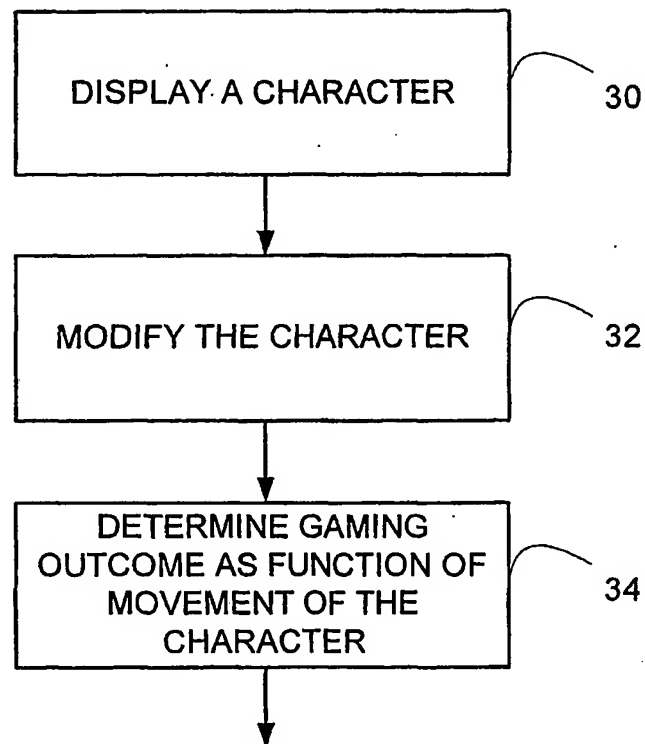 DISPLAY A CHARACTER
30
MODIFY THE CHARACTER
32
DETERMINE GAMING
OUTCOME AS FUNCTION OF
MOVEMENT OF THE
CHARACTER
34